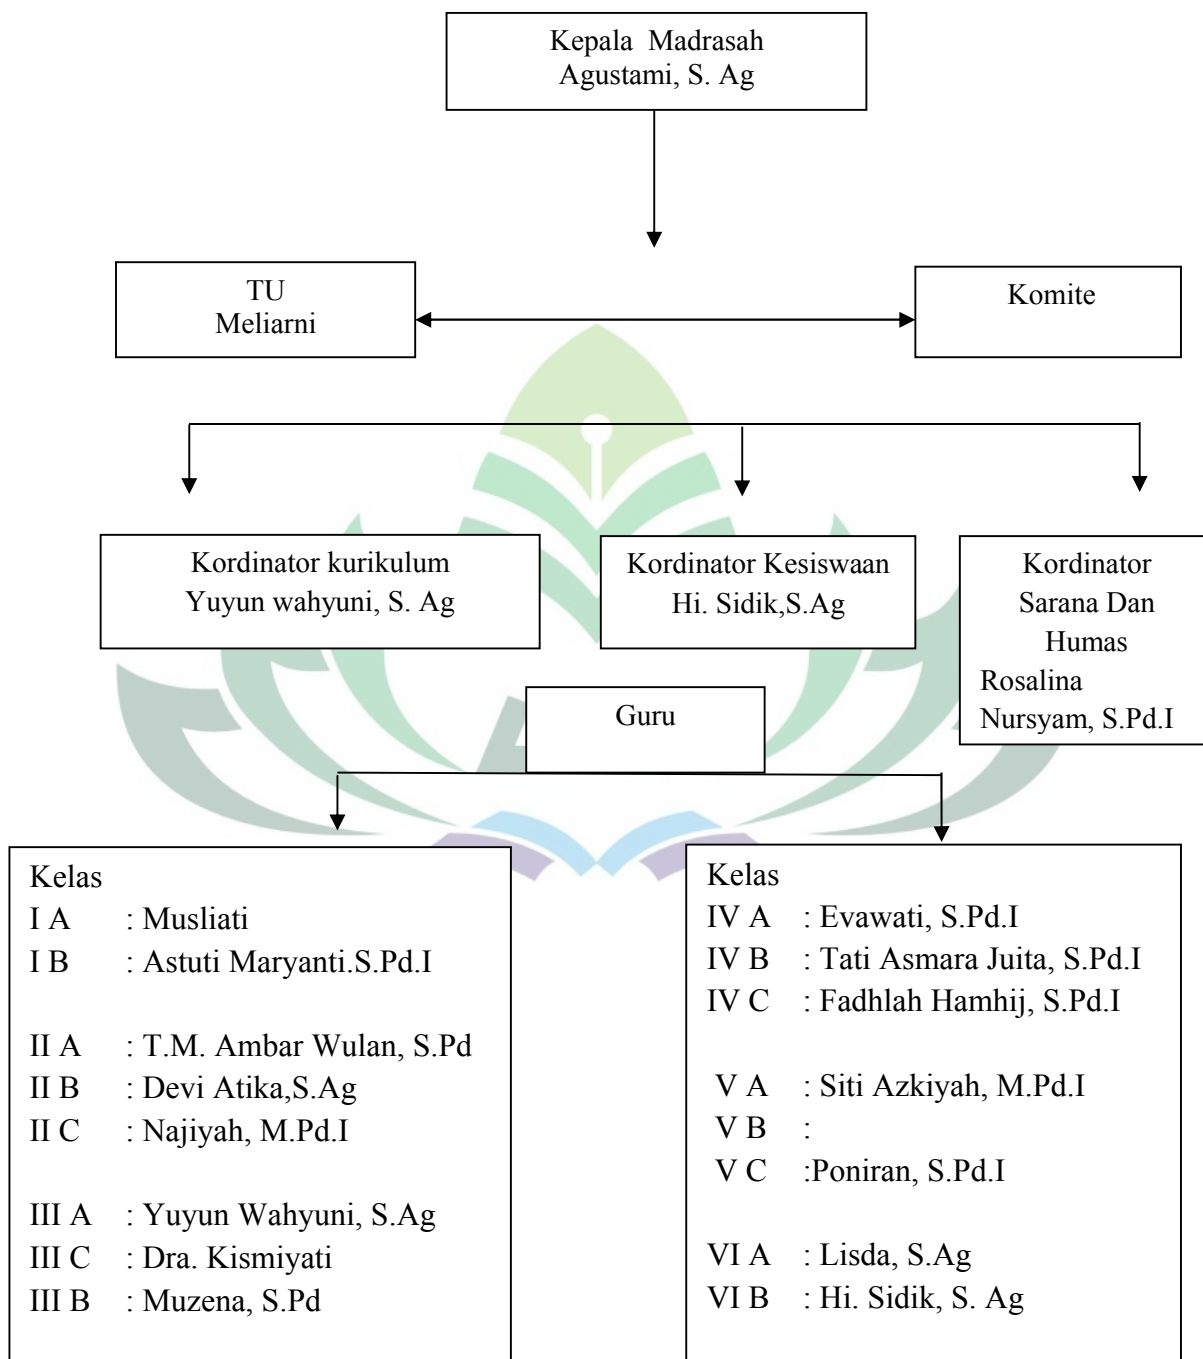 Kepala Madrasah
Agustami, S. Ag
TU
Meliarni
Komite
Kordinator kurikulum
Yuyun wahyuni, S. Ag
Kordinator Kesiswaan
Hi. Sidik,S.Ag
Kordinator
Sarana Dan
Humas
Rosalina
Nursyam, S.Pd.I
Guru
Kelas
I A : Musliati
I B : Astuti Maryanti.S.Pd.I
II A : T.M. Ambar Wulan, S.Pd
II B : Devi Atika,S.Ag
II C : Najiyah, M.Pd.I
III A : Yuyun Wahyuni, S.Ag
III C : Dra. Kismiyati
III B : Muzena, S.Pd
Kelas
IV A : Evawati, S.Pd.I
IV B : Tati Asmara Juita, S.Pd.I
IV C : Fadhlah Hamhij, S.Pd.I
V A : Siti Azkiyah, M.Pd.I
V B :
V C :Poniran, S.Pd.I
VI A : Lisda, S.Ag
VI B : Hi. Sidik, S. Ag